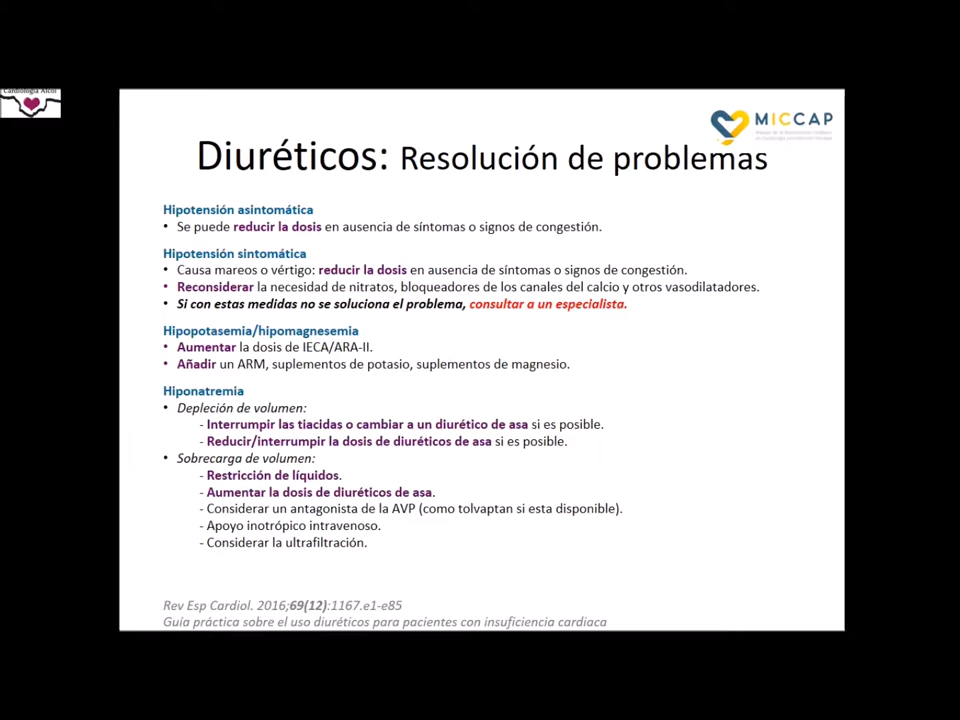 Cardiología Alcoi
MICCAP
Diuréticos: Resolución de problemas
Hipotensión asintomática
• Se puede reducir la dosis en ausencia de síntomas o signos de congestión.
Hipotensión sintomática
• Causa mareos o vértigo: reducir la dosis en ausencia de síntomas o signos de congestión.
• Reconsiderar la necesidad de nitratos, bloqueadores de los canales del calcio y otros vasodilatadores.
• Si con estas medidas no se soluciona el problema, consultar a un especialista.
Hipopotasemia/hipomagnesemia
• Aumentar la dosis de IECA/ARA-II.
• Añadir un ARM, suplementos de potasio, suplementos de magnesio.
Hiponatremia
• Depleción de volumen:
- Interrumpir las tiacidas o cambiar a un diurético de asa si es posible.
- Reducir/interrumpir la dosis de diuréticos de asa si es posible.
• Sobrecarga de volumen:
- Restricción de líquidos.
- Aumentar la dosis de diuréticos de asa.
- Considerar un antagonista de la AVP (como tolvaptan si esta disponible).
- Apoyo inotrópico intravenoso.
- Considerar la ultrafiltración.
Rev Esp Cardiol. 2016;69(12):1167.e1-e85
Guía práctica sobre el uso diuréticos para pacientes con insuficiencia cardiaca